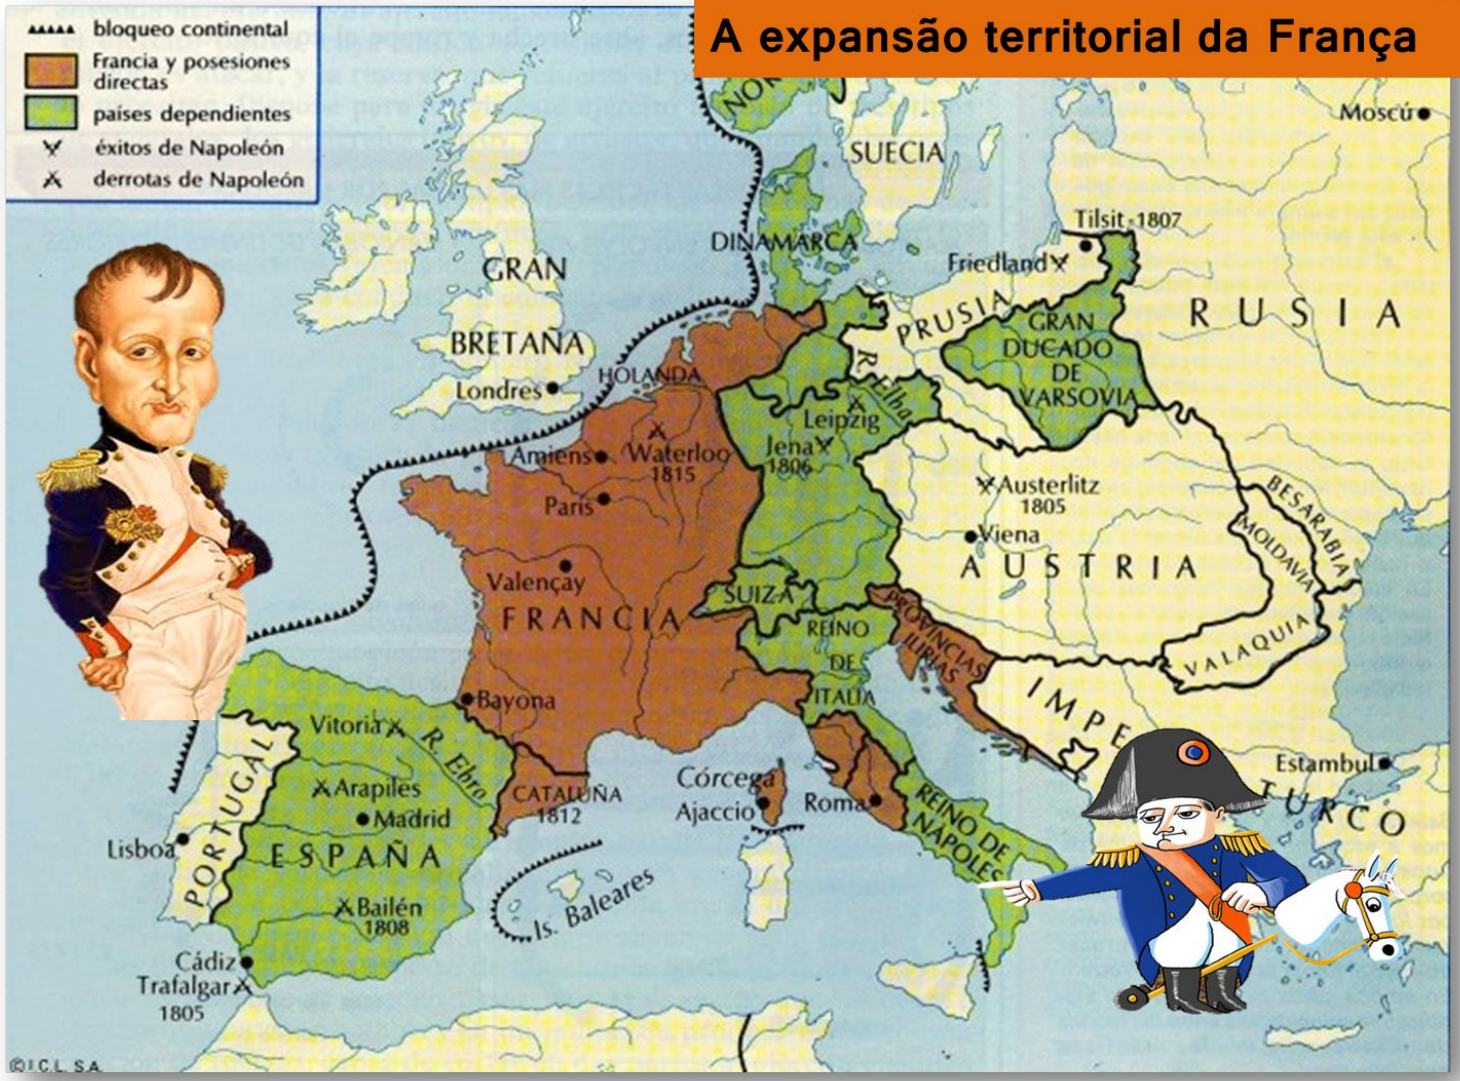 A expansão territorial da França
bloqueo continental
Francia y posesiones
directas
países dependientes
éxitos de Napoleón
derrotas de Napoleón
NOR
SUECIA
Moscú
DINAMARCA
Tilsit-1807
Friedland
GRAN
BRETAÑA
Londres
HOLANDA
PRUSIA
GRAN
DUCADO
DE
VARSOVIA
RUSIA
R. Elba
Leipzig
Jena
1806
Amiens
Waterloo
1815
París
Austerlitz
1805
Viena
AUSTRIA
BESARABIA
MOLDAVIA
VALAQUIA
Valençay
FRANCIA
SUIZA
REINO
DE
ITALIA
PROVINCIAS
ILIRIAS
IMPE
TURCO
Estambul
Bayona
Vitoria
R. Ebro
Arapiles
Madrid
CATALUÑA
1812
Córcega
Ajaccio
Roma
REINO DE
NAPOLES
PORTUGAL
Lisboa
ESPAÑA
Bailén
1808
Is. Baleares
Cádiz
Trafalgar
1805
© I.C.L. S.A.